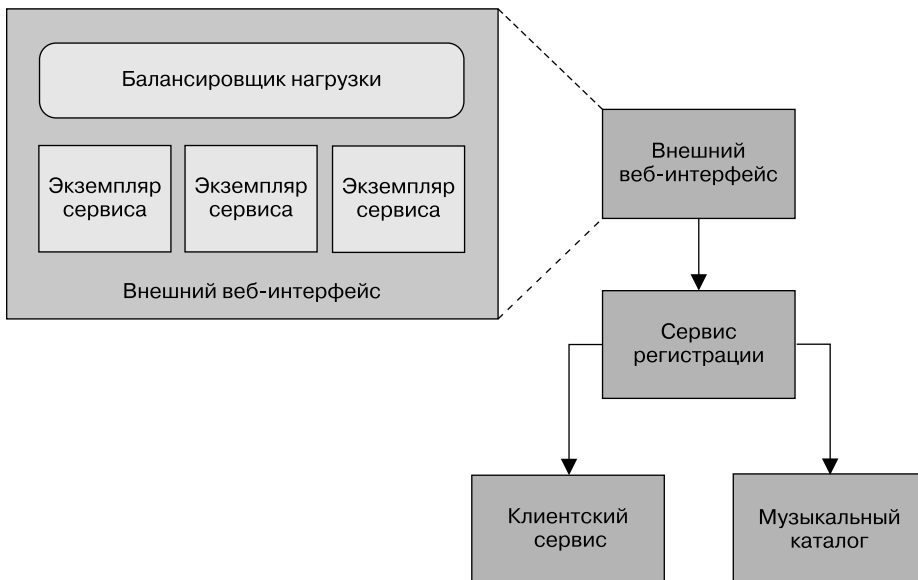 Балансировщик нагрузки
Экземпляр
сервиса
Экземпляр
сервиса
Экземпляр
сервиса
Внешний веб-интерфейс
Внешний
веб-интерфейс
Сервис
регистрации
Клиентский
сервис
Музыкальный
каталог